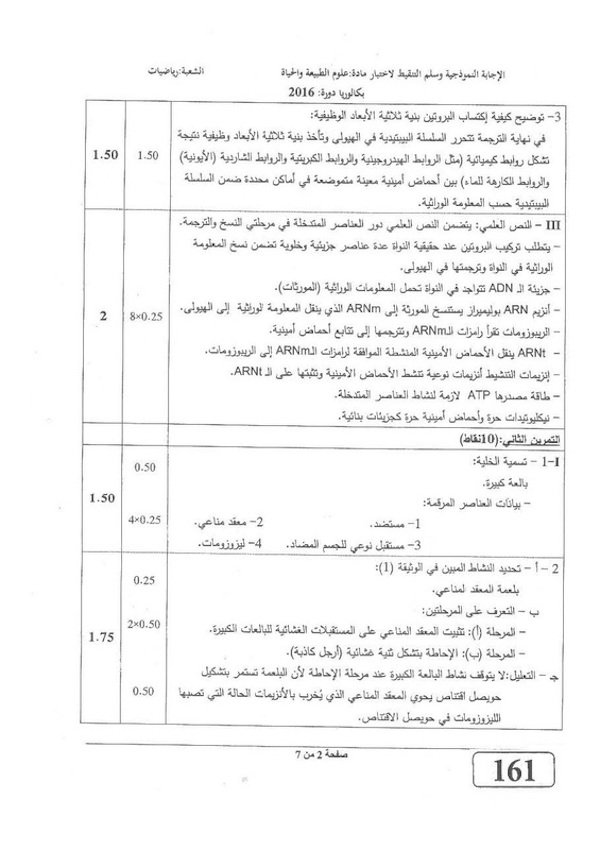 الإجابة النموذجية وسلم التنقيط لاختبار مادة:علوم الطبيعة والحياة الشعبة:رياضيات
بكالوريا دورة: 2016
3- توضيح كيفية إكتساب البروتين بنية ثلاثية الأبعاد الوظيفية:
في نهاية الترجمة تتحرر السلسلة الببتيدية في الهيولى وتأخذ بنية ثلاثية الأبعاد وظيفية نتيجة
تشكل روابط كيميائية (مثل الروابط الهيدروجينية والروابط الكبريتية والروابط الشاردية (الأيونية) 1.50 1.50
والروابط الكارهة للماء) بين أحماض أمينية معينة متموضعة في أماكن محددة ضمن السلسلة
الببتيدية حسب المعلومة الوراثية.
III – النص العلمي: يتضمن النص العلمي دور العناصر المتدخلة في مرحلتي النسخ والترجمة.
– يتطلب تركيب البروتين عند حقيقية النواة عدة عناصر جزيئية وخلوية تضمن نسخ المعلومة
الوراثية في النواة وترجمتها في الهيولى.
– جزيئة الـ ADN تتواجد في النواة تحمل المعلومات الوراثية (المورثات).
– أنزيم ARN بوليميراز يستنسخ المورثة إلى ARNm الذي ينقل المعلومة الوراثية إلى الهيولى. 8×0.25 2
– الريبوزومات تقرأ رامزات الـARNm وتترجمها إلى تتابع أحماض أمينية.
– ARNt ينقل الأحماض الأمينية المنشطة الموافقة لرامزات الـARNm إلى الريبوزومات.
– إنزيمات التنشيط أنزيمات نوعية تنشط الأحماض الأمينية وتثبتها على الـ ARNt.
– طاقة مصدرها ATP لازمة لنشاط العناصر المتدخلة.
– نيكليوتيدات حرة وأحماض أمينية حرة كجزيئات بنائية.
التمرين الثاني:(10نقاط)
I-1 – تسمية الخلية: 0.50
بالعة كبيرة.
– بيانات العناصر المرقمة: 1.50
1- مستضد. 2- معقد مناعي. 4×0.25
3- مستقبل نوعي للجسم المضاد. 4- ليزوزومات.
2 – أ – تحديد النشاط المبين في الوثيقة (1):
بلعمة المعقد المناعي. 0.25
ب – التعرف على المرحلتين:
– المرحلة (أ): تثبيت المعقد المناعي على المستقبلات الغشائية للبالعات الكبيرة. 2×0.50
– المرحلة (ب): الإحاطة بتشكل ثنية غشائية (أرجل كاذبة). 1.75
جـ – التعليل:لا يتوقف نشاط البالعة الكبيرة عند مرحلة الإحاطة لأن البلعمة تستمر بتشكيل
حويصل اقتناص يحوي المعقد المناعي الذي يُخرب بالأنزيمات الحالة التي تصبها 0.50
الليزوزومات في حويصل الاقتناص.
صفحة 2 من 7
161